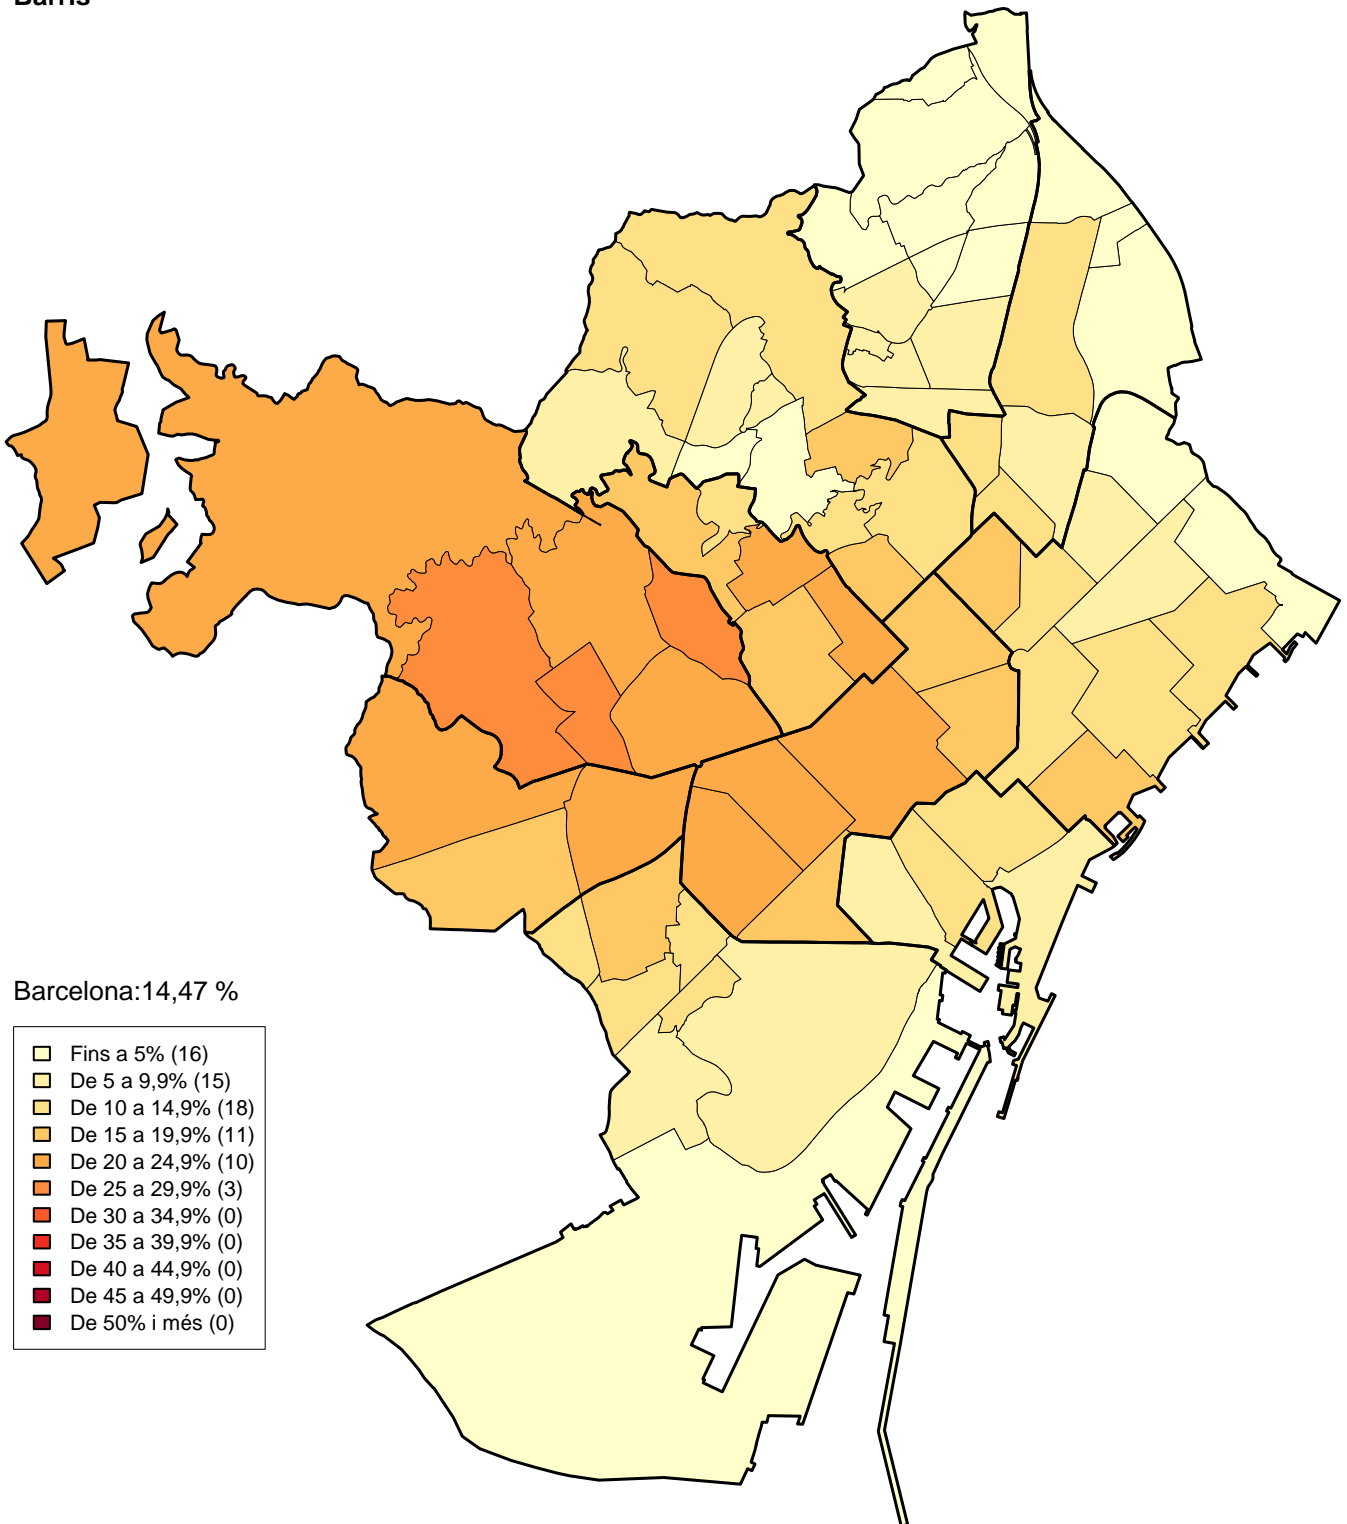 Barris
Barcelona:14,47 %
Fins a 5% (16)
De 5 a 9,9% (15)
De 10 a 14,9% (18)
De 15 a 19,9% (11)
De 20 a 24,9% (10)
De 25 a 29,9% (3)
De 30 a 34,9% (0)
De 35 a 39,9% (0)
De 40 a 44,9% (0)
De 45 a 49,9% (0)
De 50% i més (0)